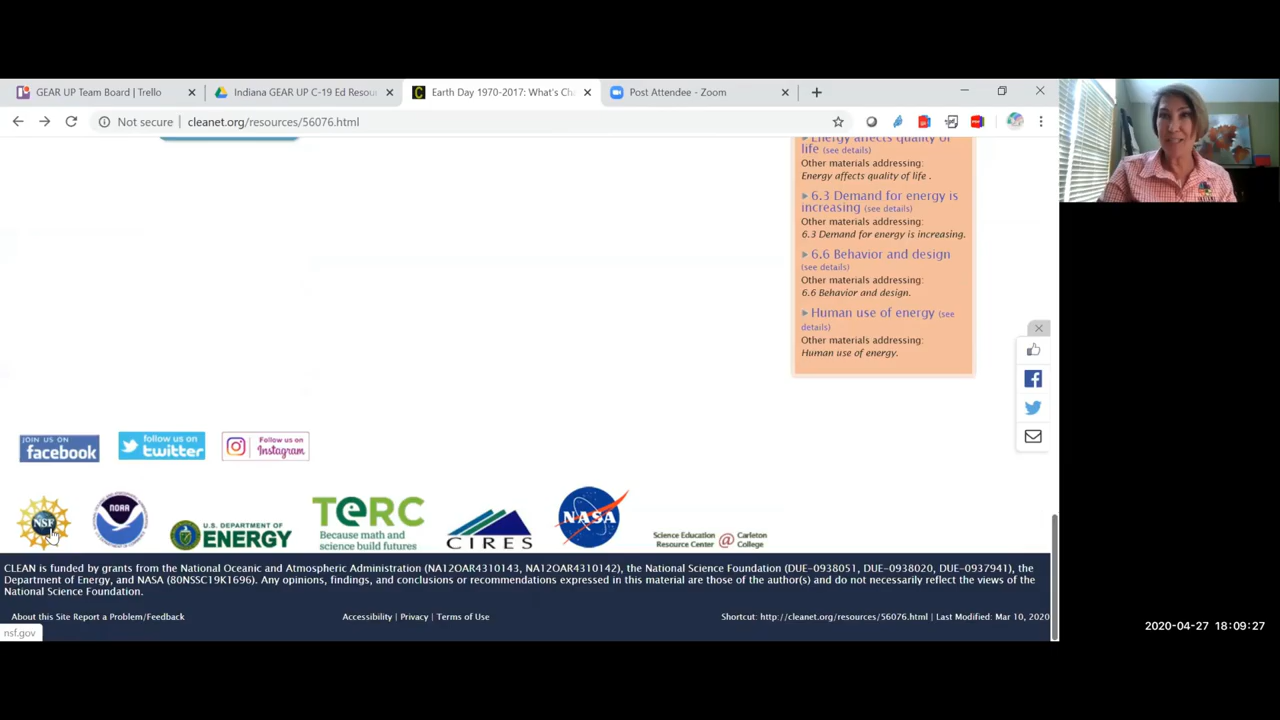 GEAR UP Team Board | Trello
Indiana GEAR UP C-19 Ed Resou
Earth Day 1970-2017: What's Cha
Post Attendee - Zoom
Not secure
cleanet.org/resources/56076.html
Energy affects quality of
life (see details)
Other materials addressing:
Energy affects quality of life .
6.3 Demand for energy is
increasing (see details)
Other materials addressing:
6.3 Demand for energy is increasing.
6.6 Behavior and design
(see details)
Other materials addressing:
6.6 Behavior and design.
Human use of energy (see
details)
Other materials addressing:
Human use of energy.
JOIN US ON
facebook
follow us on
twitter
Follow us on
Instagram
NSF
NOAA
U.S. DEPARTMENT OF
ENERGY
TERC
Because math and
science build futures
CIRES
NASA
Science Education
Resource Center @ Carleton
College
CLEAN is funded by grants from the National Oceanic and Atmospheric Administration (NA12OAR4310143, NA12OAR4310142), the National Science Foundation (DUE-0938051, DUE-0938020, DUE-0937941), the
Department of Energy, and NASA (80NSSC19K1696). Any opinions, findings, and conclusions or recommendations expressed in this material are those of the author(s) and do not necessarily reflect the views of the
National Science Foundation.
About this Site Report a Problem/Feedback
Accessibility | Privacy | Terms of Use
Shortcut: http://cleanet.org/resources/56076.html | Last Modified: Mar 10, 2020
nsf.gov
2020-04-27 18:09:27